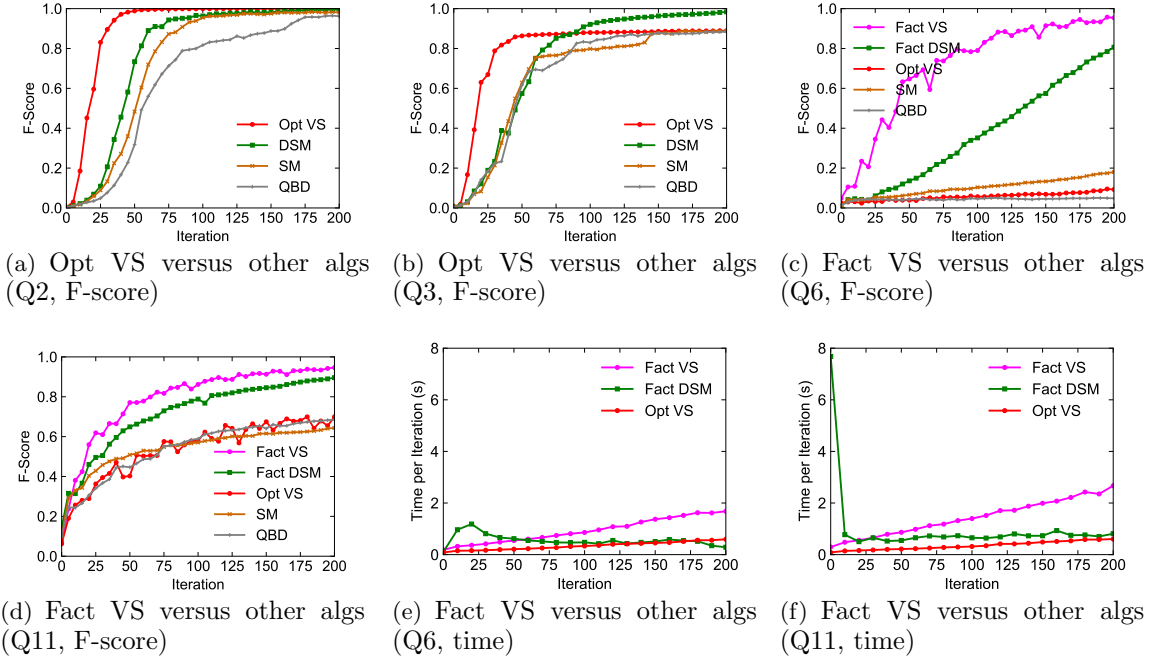 1.0
0.8
0.6
0.4
0.2
0.0
F-Score
0 25 50 75 100 125 150 175 200
Iteration
Opt VS
DSM
SM
QBD
(a) Opt VS versus other algs
(Q2, F-score)
1.0
0.8
0.6
0.4
0.2
0.0
F-Score
0 25 50 75 100 125 150 175 200
Iteration
Opt VS
DSM
SM
QBD
(b) Opt VS versus other algs
(Q3, F-score)
1.0
0.8
0.6
0.4
0.2
0.0
F-Score
0 25 50 75 100 125 150 175 200
Iteration
Fact VS
Fact DSM
Opt VS
SM
QBD
(c) Fact VS versus other algs
(Q6, F-score)
1.0
0.8
0.6
0.4
0.2
0.0
F-Score
0 25 50 75 100 125 150 175 200
Iteration
Fact VS
Fact DSM
Opt VS
SM
QBD
(d) Fact VS versus other algs
(Q11, F-score)
8
6
4
2
0
Time per Iteration (s)
0 25 50 75 100 125 150 175 200
Iteration
Fact VS
Fact DSM
Opt VS
(e) Fact VS versus other algs
(Q6, time)
8
6
4
2
0
Time per Iteration (s)
0 25 50 75 100 125 150 175 200
Iteration
Fact VS
Fact DSM
Opt VS
(f) Fact VS versus other algs
(Q11, time)